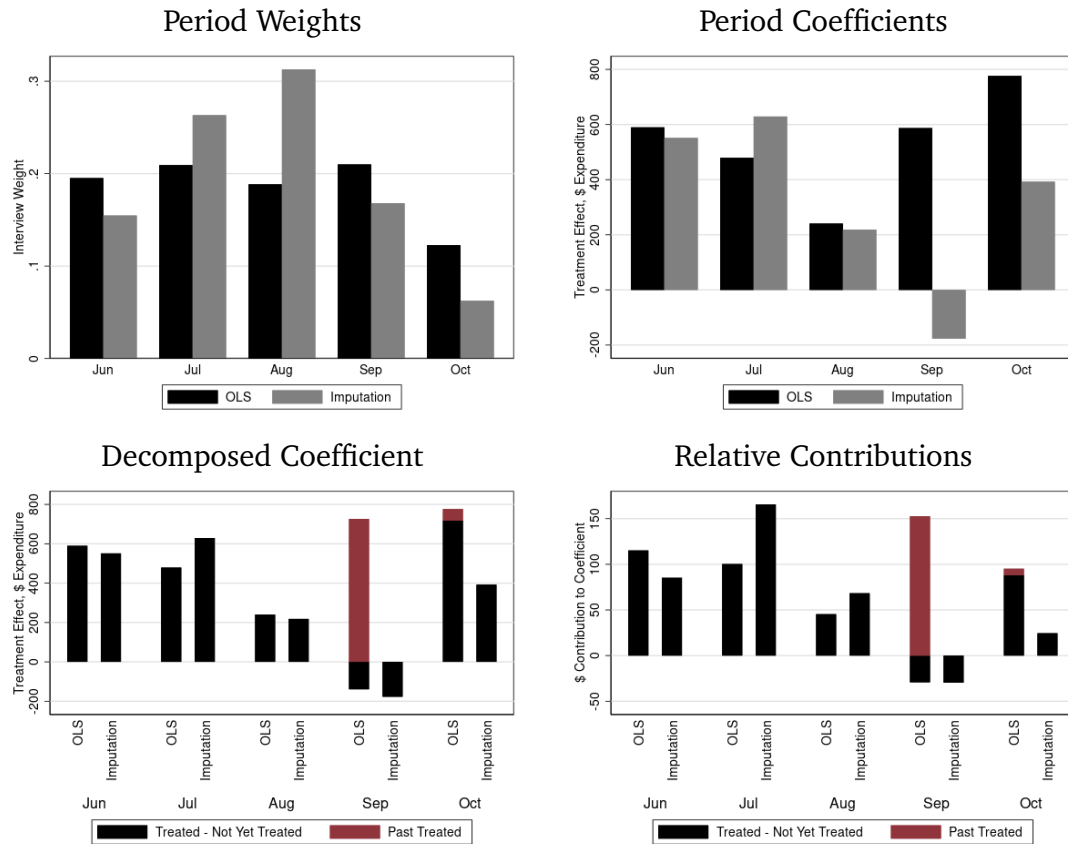 Period Weights
Interview Weight
.3
.2
.1
0
Jun Jul Aug Sep Oct
OLS Imputation
Period Coefficients
Treatment Effect, $ Expenditure
800
600
400
200
0
-200
Jun Jul Aug Sep Oct
OLS Imputation
Decomposed Coefficient
Treatment Effect, $ Expenditure
800
600
400
200
0
-200
OLS Imputation OLS Imputation OLS Imputation OLS Imputation OLS Imputation
Jun Jul Aug Sep Oct
Treated - Not Yet Treated Past Treated
Relative Contributions
$ Contribution to Coefficient
150
100
50
0
-50
OLS Imputation OLS Imputation OLS Imputation OLS Imputation OLS Imputation
Jun Jul Aug Sep Oct
Treated - Not Yet Treated Past Treated